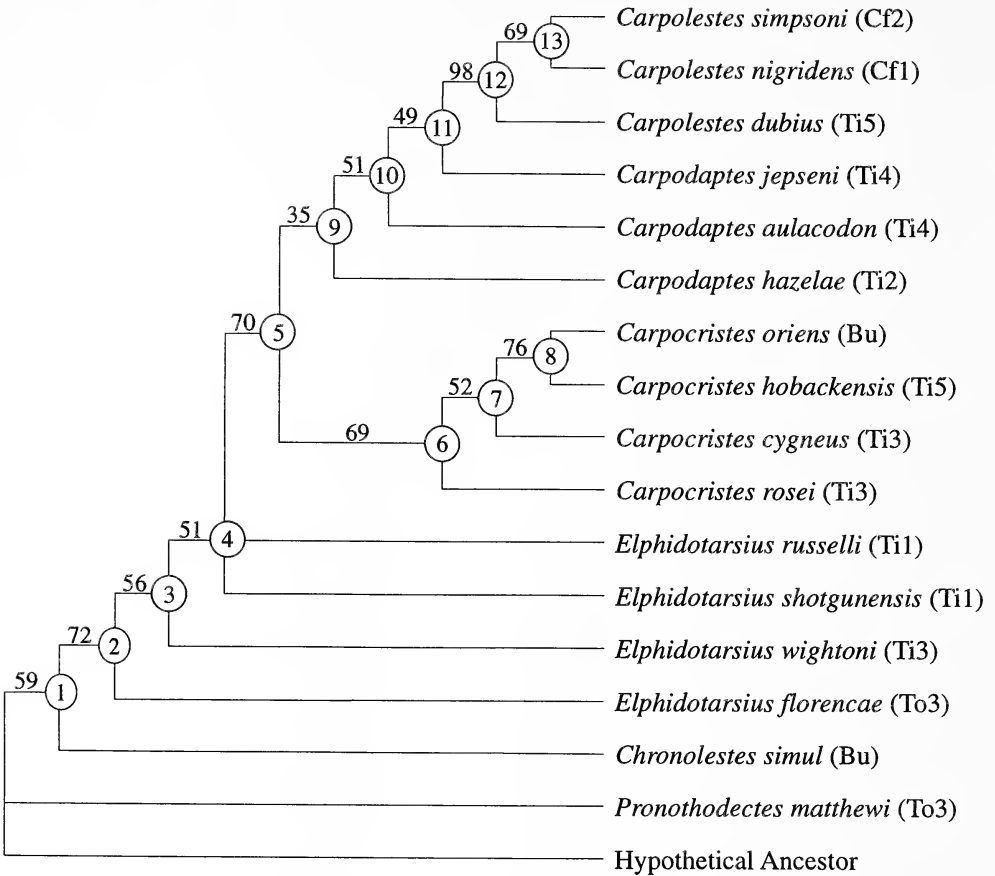 Carpolestes simpsoni (Cf2)
69
13
Carpolestes nigridens (Cf1)
98
12
Carpolestes dubius (Ti5)
49
11
Carpodaptes jepseni (Ti4)
51
10
Carpodaptes aulacodon (Ti4)
35
9
Carpodaptes hazelae (Ti2)
70
5
Carpocristes oriens (Bu)
76
8
Carpocristes hobackensis (Ti5)
52
7
Carpocristes cygneus (Ti3)
69
6
Carpocristes rosei (Ti3)
51
4
Elphidotarsius russelli (Ti1)
56
3
Elphidotarsius shotgunensis (Ti1)
72
2
Elphidotarsius wightoni (Ti3)
59
1
Elphidotarsius florencae (To3)
Chronolestes simul (Bu)
Pronothodectes matthewi (To3)
Hypothetical Ancestor